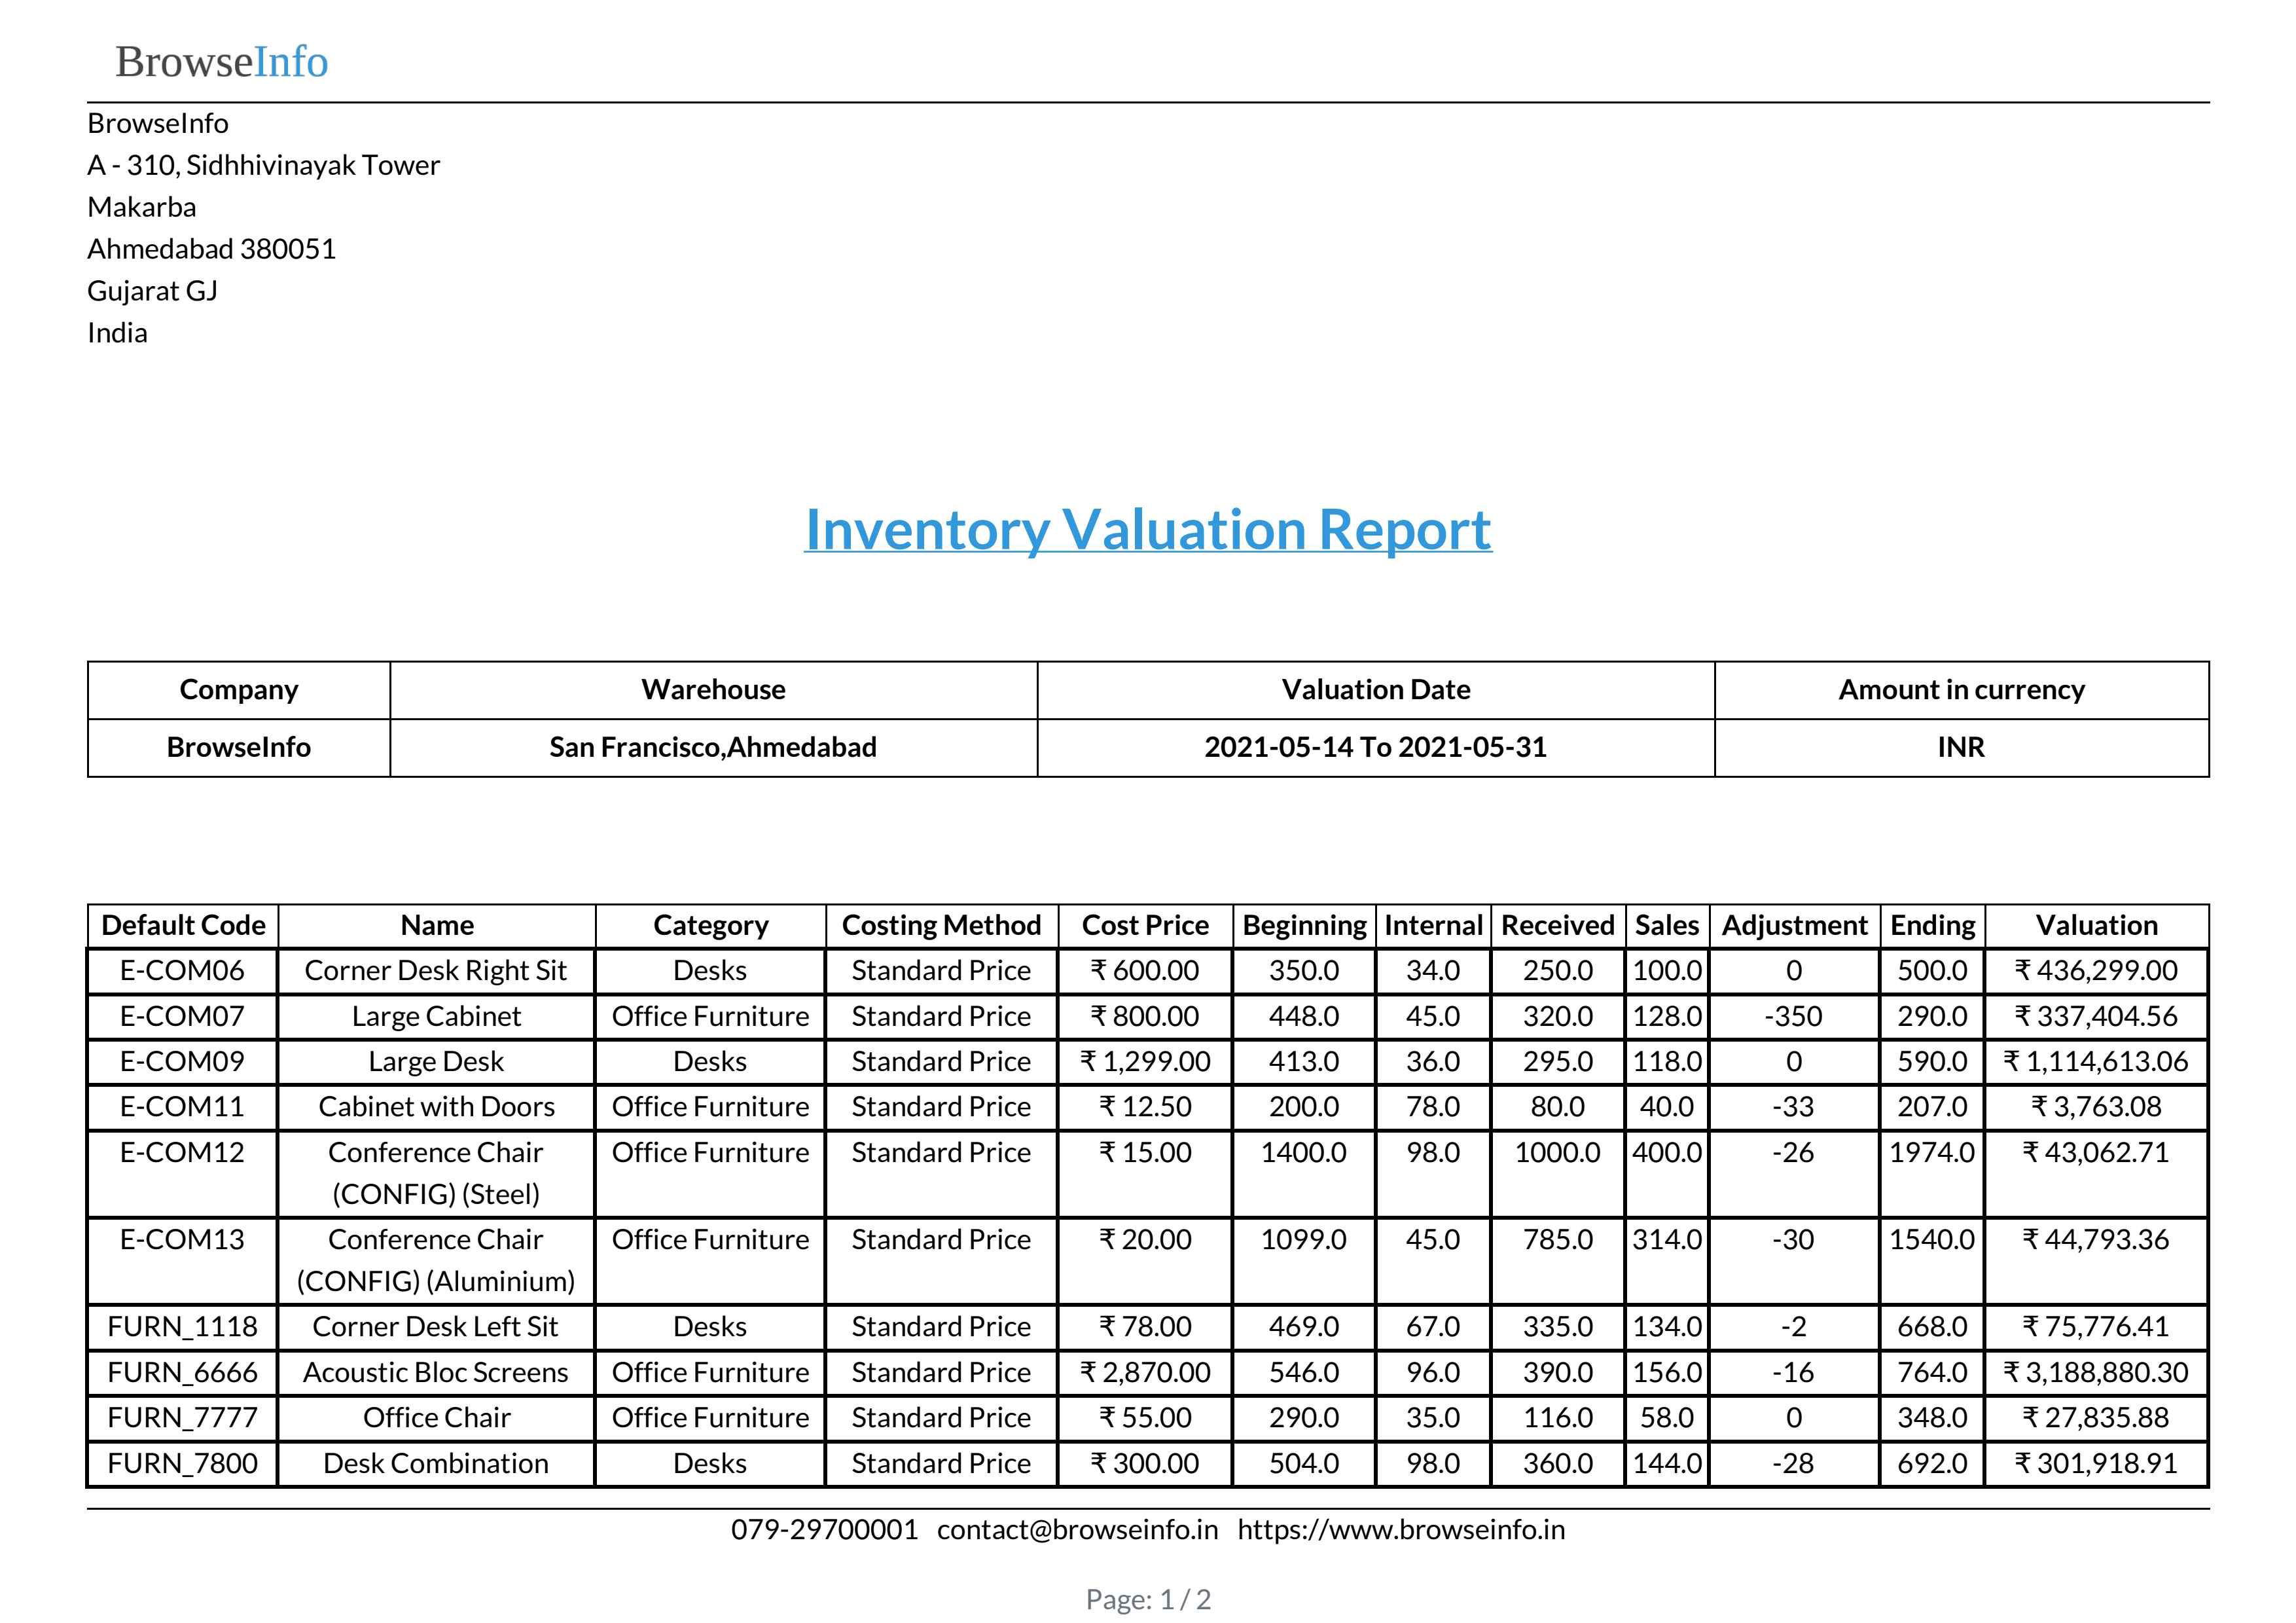 BrowseInfo
BrowseInfo
A - 310, Sidhhivinayak Tower
Makarba
Ahmedabad 380051
Gujarat GJ
India
Inventory Valuation Report
Company Warehouse Valuation Date Amount in currency
BrowseInfo San Francisco,Ahmedabad 2021-05-14 To 2021-05-31 INR
Default Code Name Category Costing Method Cost Price Beginning Internal Received Sales Adjustment Ending Valuation
E-COM06 Corner Desk Right Sit Desks Standard Price ₹ 600.00 350.0 34.0 250.0 100.0 0 500.0 ₹ 436,299.00
E-COM07 Large Cabinet Office Furniture Standard Price ₹ 800.00 448.0 45.0 320.0 128.0 -350 290.0 ₹ 337,404.56
E-COM09 Large Desk Desks Standard Price ₹ 1,299.00 413.0 36.0 295.0 118.0 0 590.0 ₹ 1,114,613.06
E-COM11 Cabinet with Doors Office Furniture Standard Price ₹ 12.50 200.0 78.0 80.0 40.0 -33 207.0 ₹ 3,763.08
E-COM12 Conference Chair Office Furniture Standard Price ₹ 15.00 1400.0 98.0 1000.0 400.0 -26 1974.0 ₹ 43,062.71
(CONFIG) (Steel)
E-COM13 Conference Chair Office Furniture Standard Price ₹ 20.00 1099.0 45.0 785.0 314.0 -30 1540.0 ₹ 44,793.36
(CONFIG) (Aluminium)
FURN_1118 Corner Desk Left Sit Desks Standard Price ₹ 78.00 469.0 67.0 335.0 134.0 -2 668.0 ₹ 75,776.41
FURN_6666 Acoustic Bloc Screens Office Furniture Standard Price ₹ 2,870.00 546.0 96.0 390.0 156.0 -16 764.0 ₹ 3,188,880.30
FURN_7777 Office Chair Office Furniture Standard Price ₹ 55.00 290.0 35.0 116.0 58.0 0 348.0 ₹ 27,835.88
FURN_7800 Desk Combination Desks Standard Price ₹ 300.00 504.0 98.0 360.0 144.0 -28 692.0 ₹ 301,918.91
079-29700001 contact@browseinfo.in https://www.browseinfo.in
Page: 1 / 2